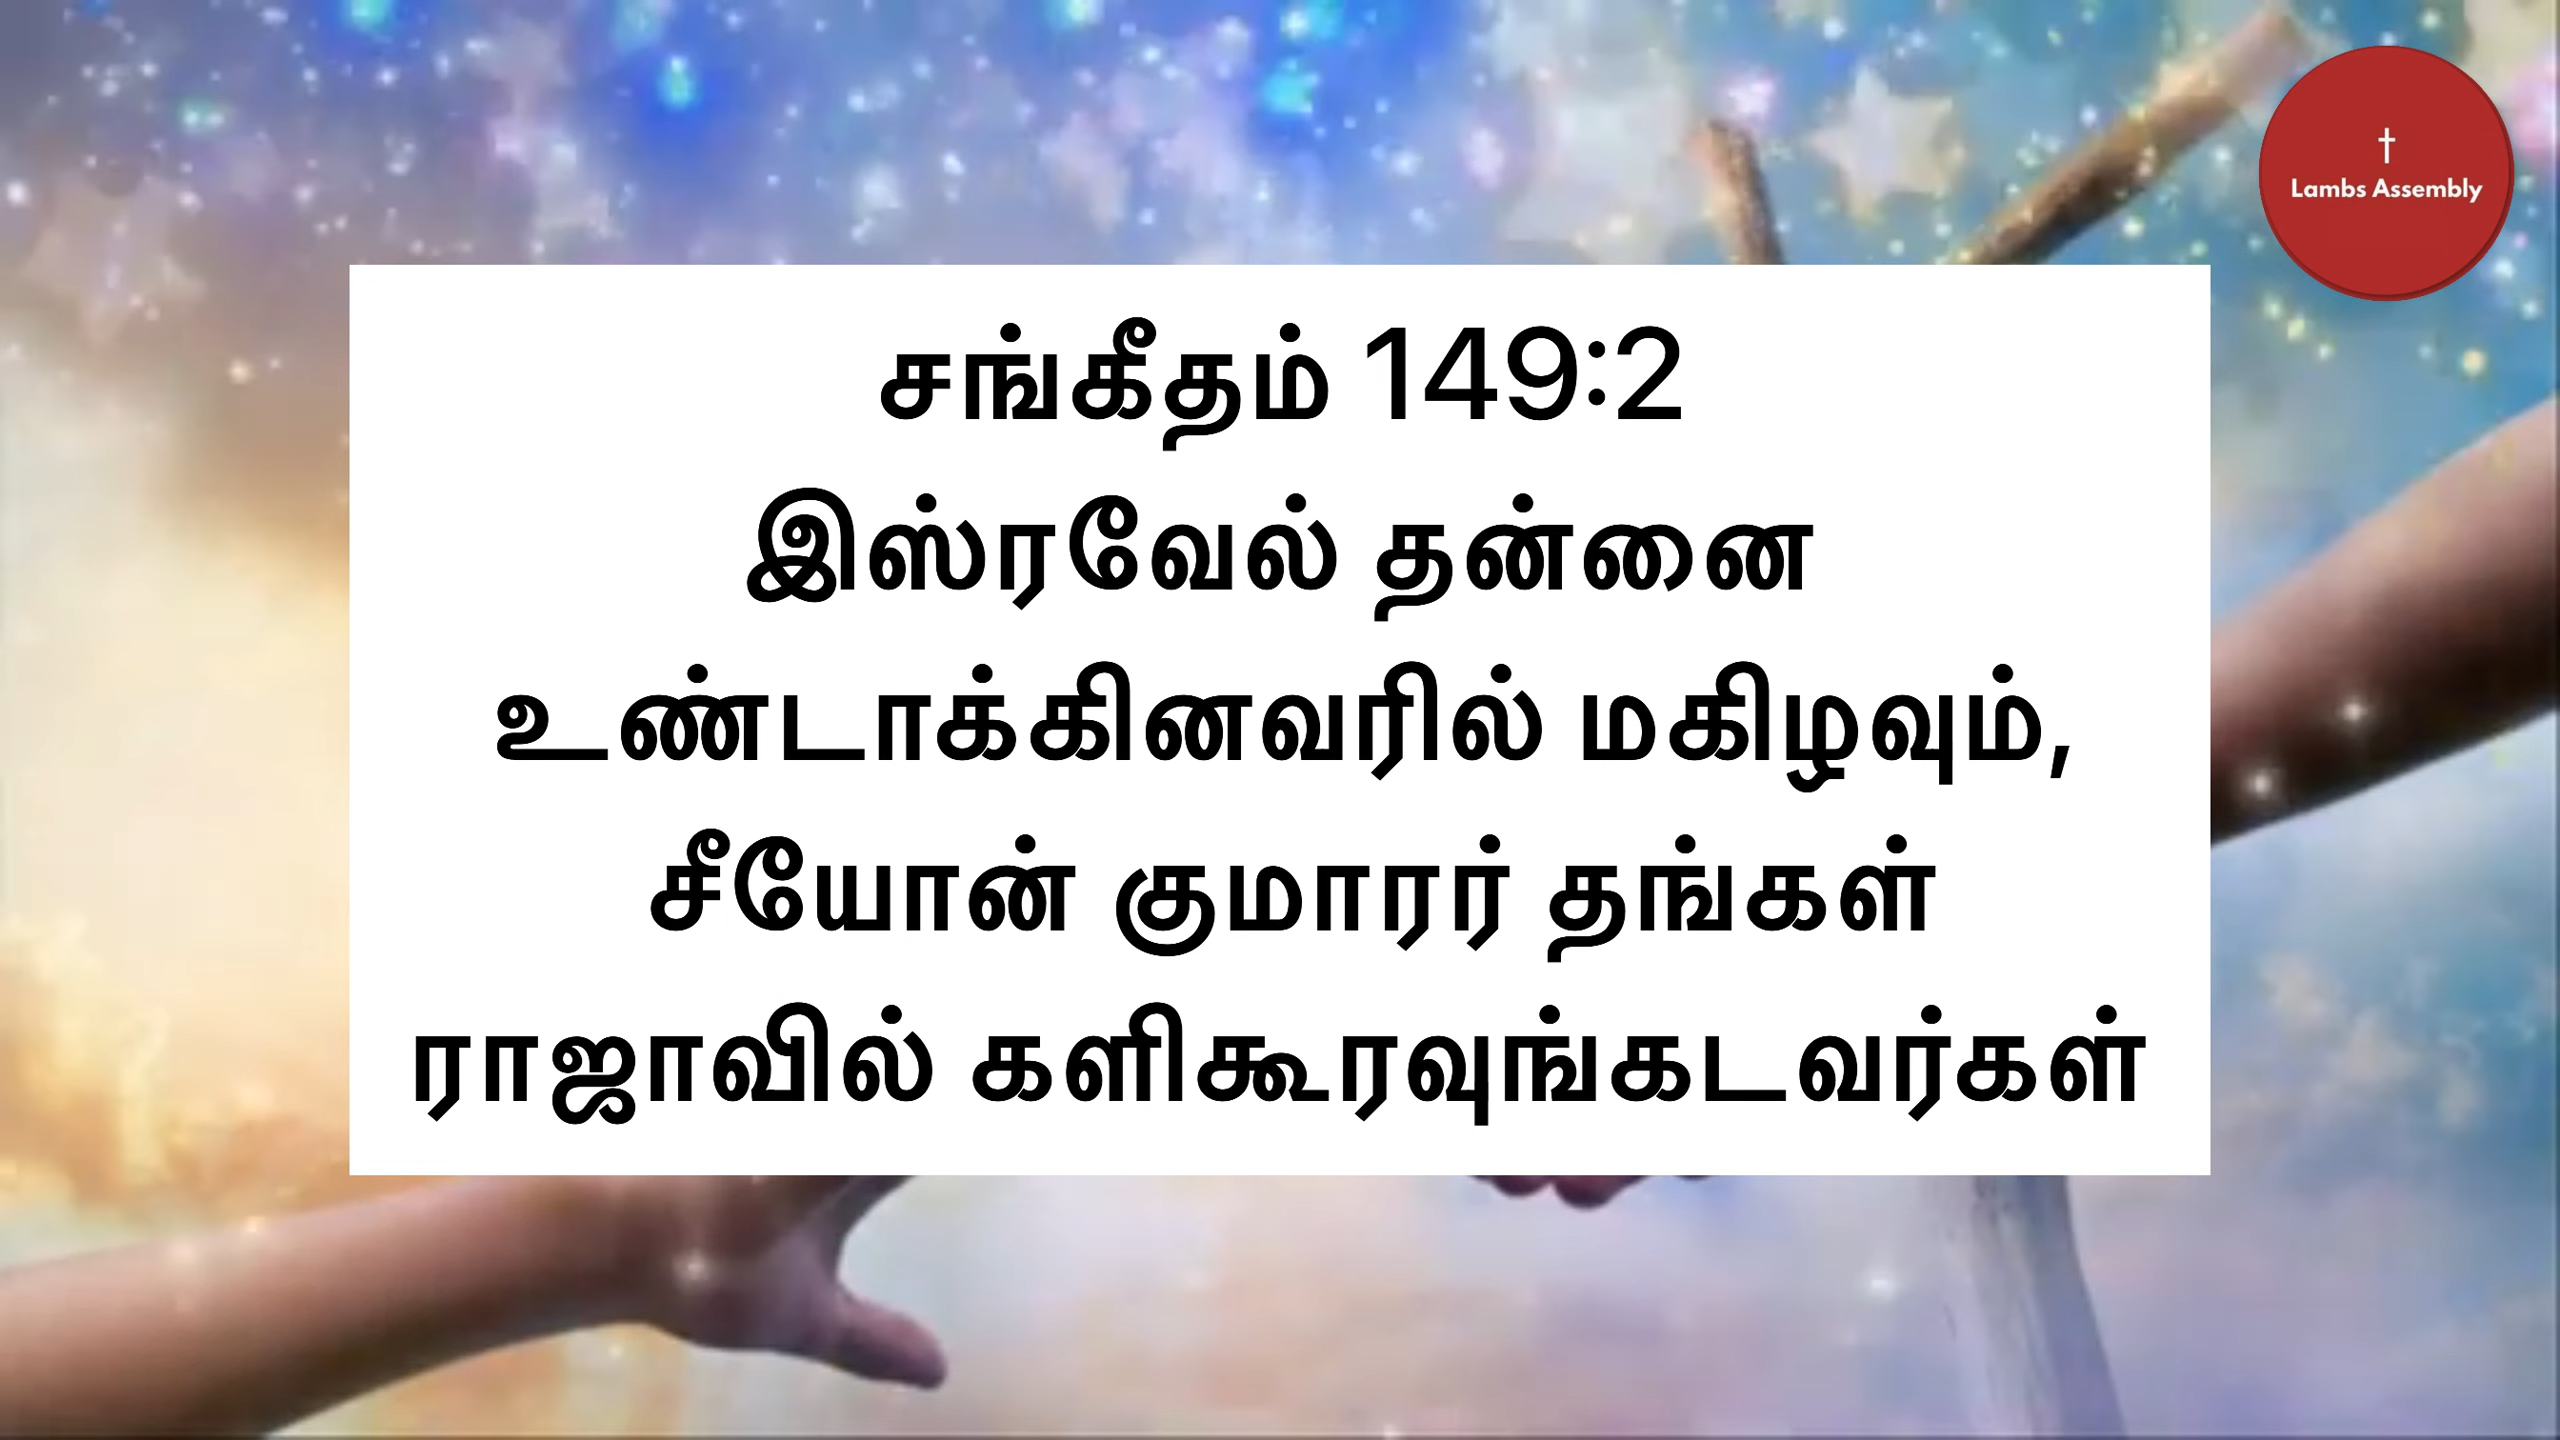 Lambs Assembly
சங்கீதம் 149:2
இஸ்ரவேல் தன்னை
உண்டாக்கினவரில் மகிழவும்,
சீயோன் குமாரர் தங்கள்
ராஜாவில் களிகூரவுங்கடவர்கள்